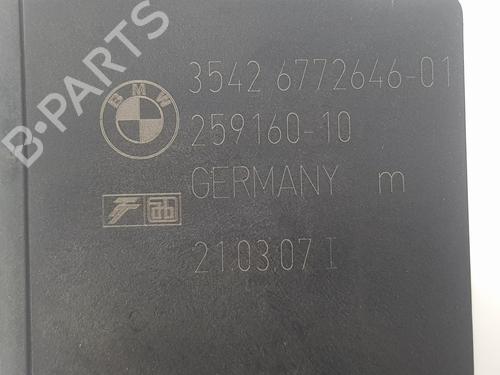 B-PARTS
BMW
3542 6772646-01
259160-10
GERMANY m
21.03.07 I